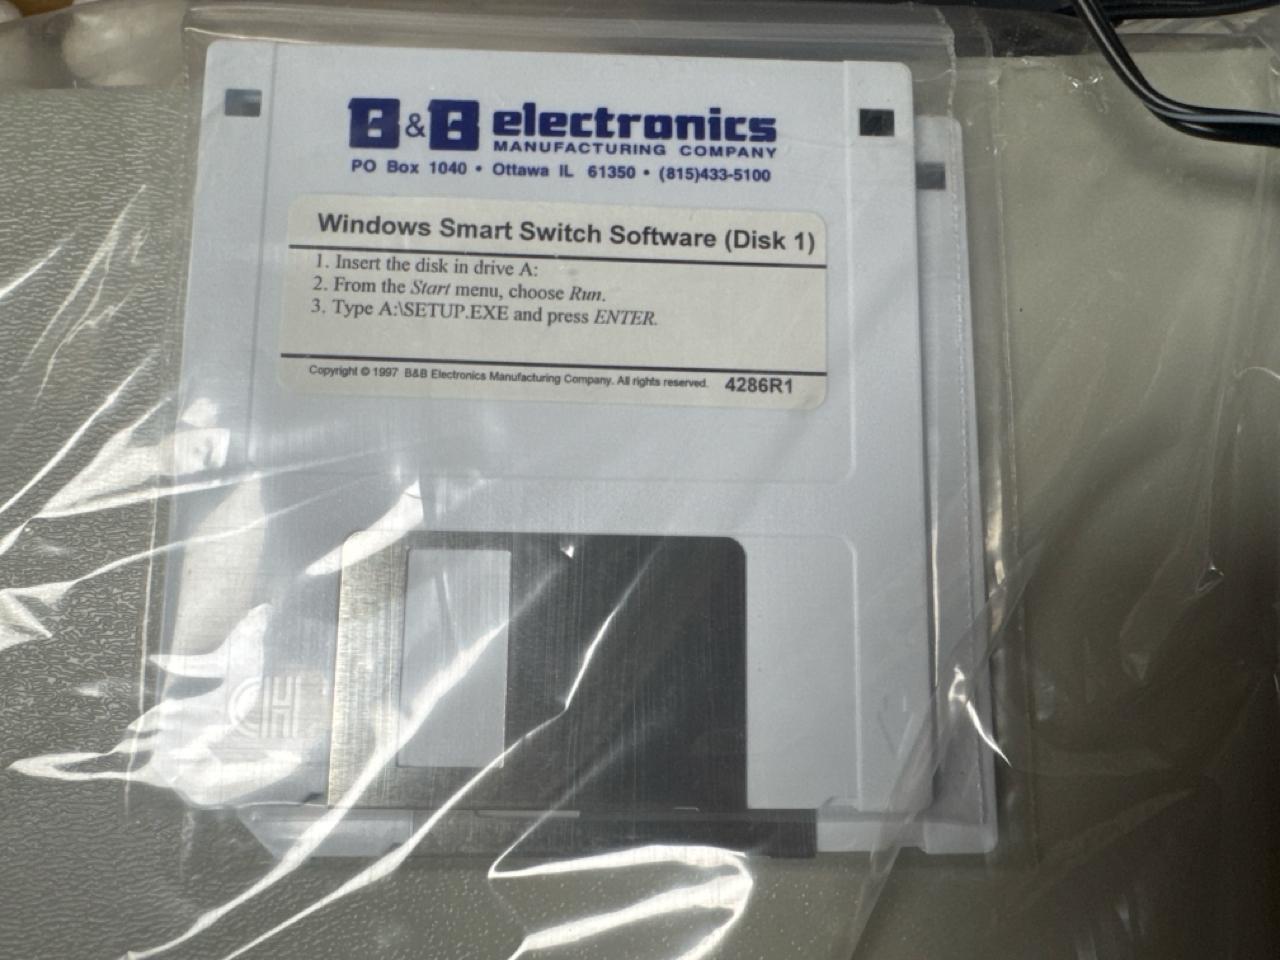 B&B electronics
MANUFACTURING COMPANY
PO Box 1040 • Ottawa IL 61350 • (815)433-5100
Windows Smart Switch Software (Disk 1)
1. Insert the disk in drive A:
2. From the Start menu, choose Run.
3. Type A:\SETUP.EXE and press ENTER.
Copyright © 1997 B&B Electronics Manufacturing Company. All rights reserved. 4286R1